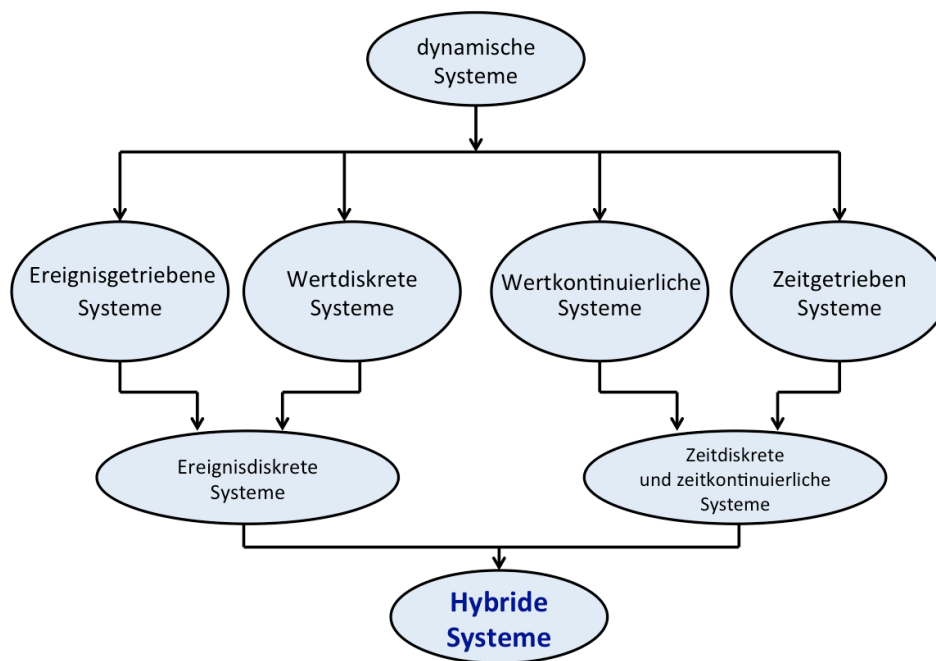 dynamische
Systeme
Ereignisgetriebene
Systeme
Wertdiskrete
Systeme
Wertkontinuierliche
Systeme
Zeitgetrieben
Systeme
Ereignisdiskrete
Systeme
Zeitdiskrete
und zeitkontinuierliche
Systeme
Hybride
Systeme